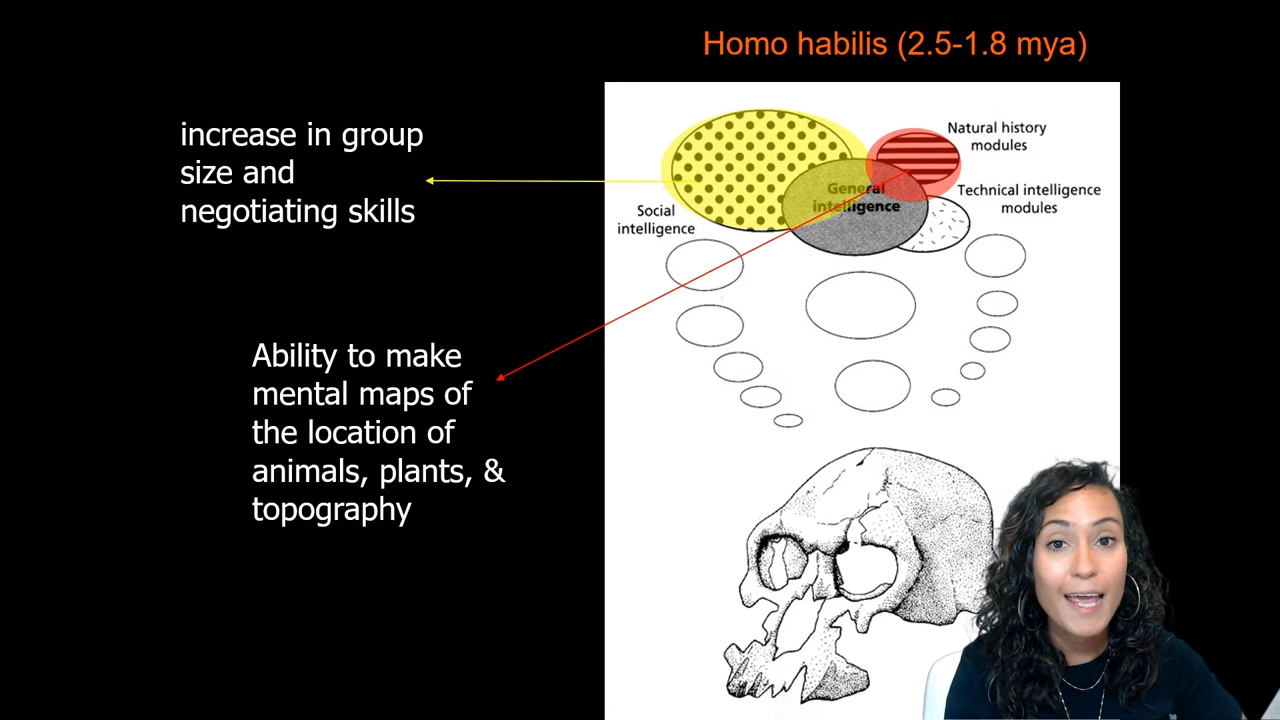 Homo habilis (2.5-1.8 mya)
increase in group
size and
negotiating skills
Ability to make
mental maps of
the location of
animals, plants, &
topography
Natural history
modules
General
intelligence
Technical intelligence
modules
Social
intelligence